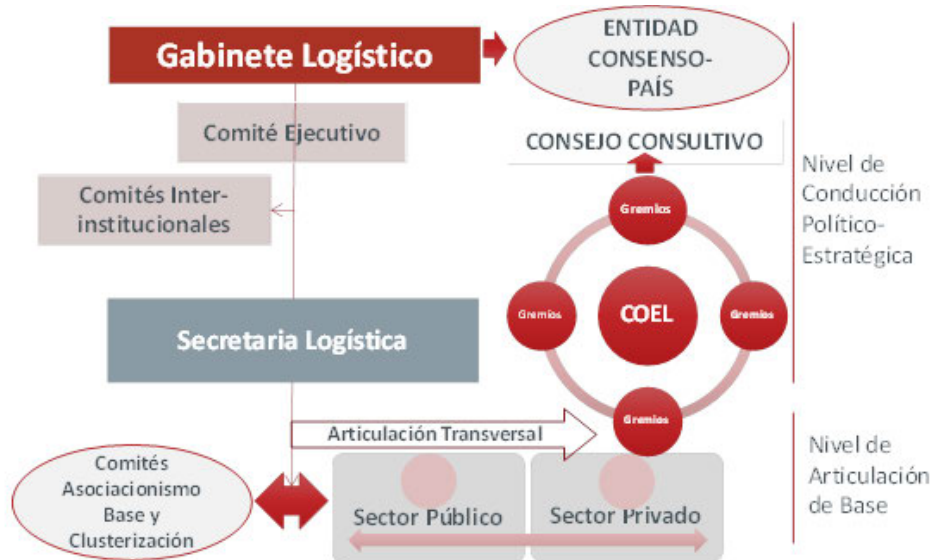 Gabinete Logístico
ENTIDAD
CONSENSO-
PAÍS
Comité Ejecutivo
CONSEJO CONSULTIVO
Comités Inter-
institucionales
Nivel de
Conducción
Político-
Estratégica
Gremios
Gremios
COEL
Gremios
Secretaria Logística
Gremios
Articulación Transversal
Comités
Asociacionismo
Base y
Clusterización
Sector Público
Sector Privado
Nivel de
Articulación
de Base